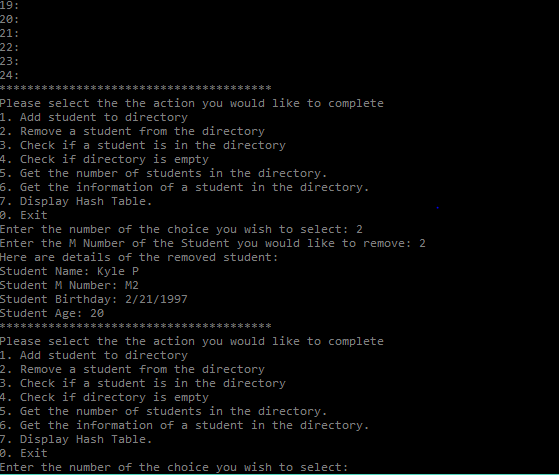 19:
20:
21:
22:
23:
24:
***************************************
Please select the the action you would like to complete
1. Add student to directory
2. Remove a student from the directory
3. Check if a student is in the directory
4. Check if directory is empty
5. Get the number of students in the directory.
6. Get the information of a student in the directory.
7. Display Hash Table.
0. Exit
Enter the number of the choice you wish to select: 2
Enter the M Number of the Student you would like to remove: 2
Here are details of the removed student:
Student Name: Kyle P
Student M Number: M2
Student Birthday: 2/21/1997
Student Age: 20
***************************************
Please select the the action you would like to complete
1. Add student to directory
2. Remove a student from the directory
3. Check if a student is in the directory
4. Check if directory is empty
5. Get the number of students in the directory.
6. Get the information of a student in the directory.
7. Display Hash Table.
0. Exit
Enter the number of the choice you wish to select: